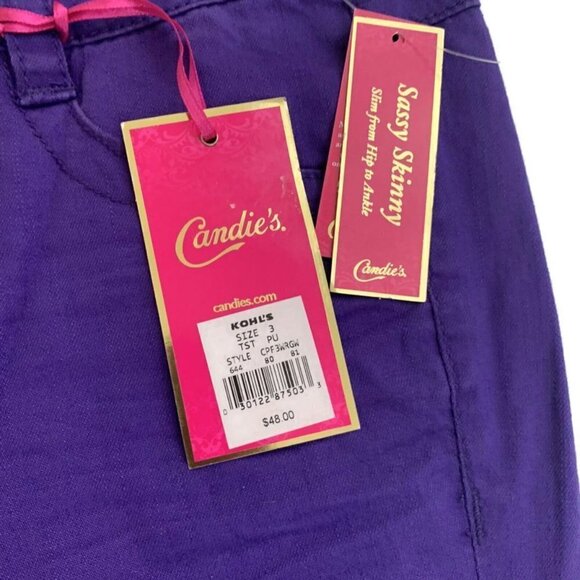 Candie's.
candies.com
KOHL'S
SIZE 3
TST PU
STYLE CPF3WRGW
644 80 81
0 30122 87503 3
$48.00
Sassy Skinny
Slim from Hip to Ankle
Candie's.